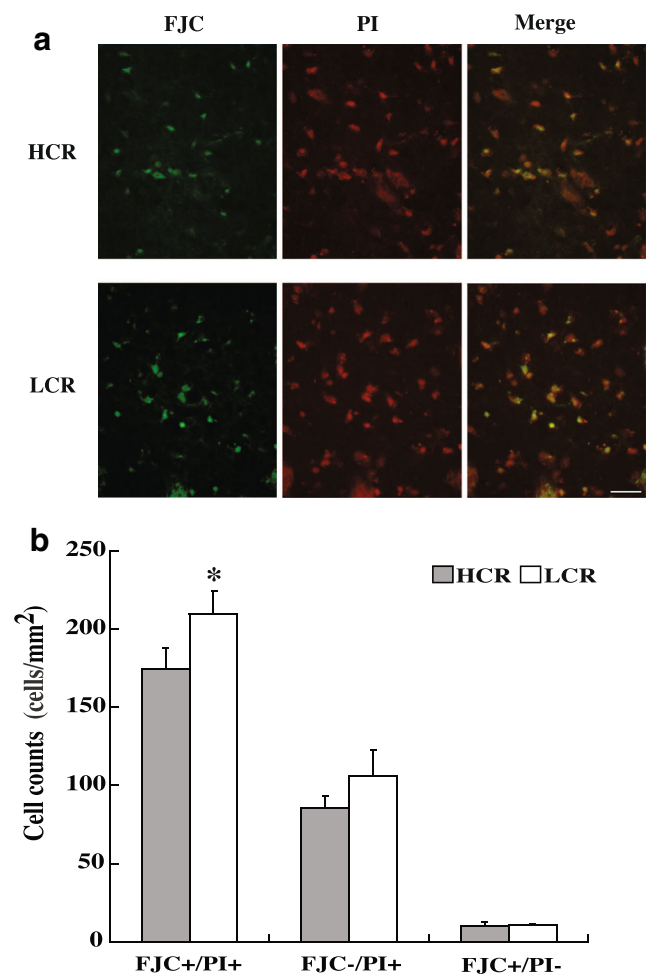 a
FJC PI Merge
HCR
LCR
b
HCR LCR
*
Cell counts (cells/mm²)
250
200
150
100
50
0
FJC+/PI+ FJC-/PI+ FJC+/PI-